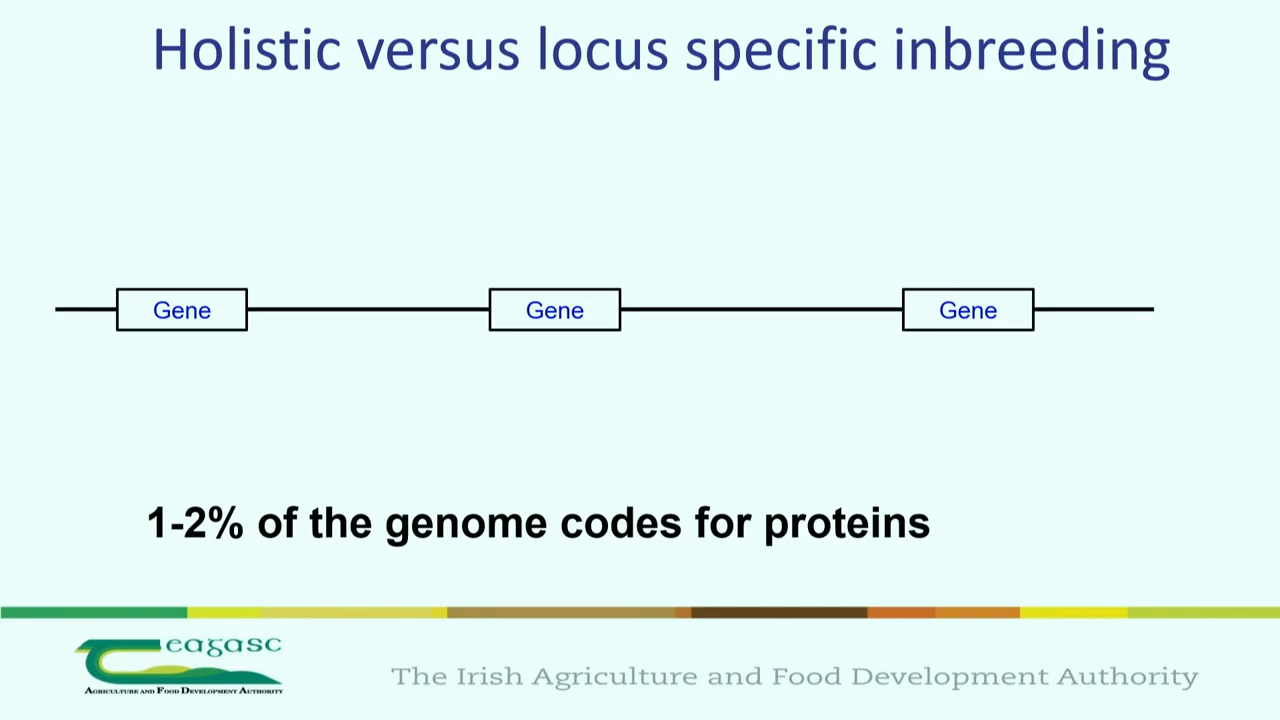 Holistic versus locus specific inbreeding
Gene Gene Gene
1-2% of the genome codes for proteins
eagasc
AGRICULTURE AND FOOD DEVELOPMENT AUTHORITY
The Irish Agriculture and Food Development Authority